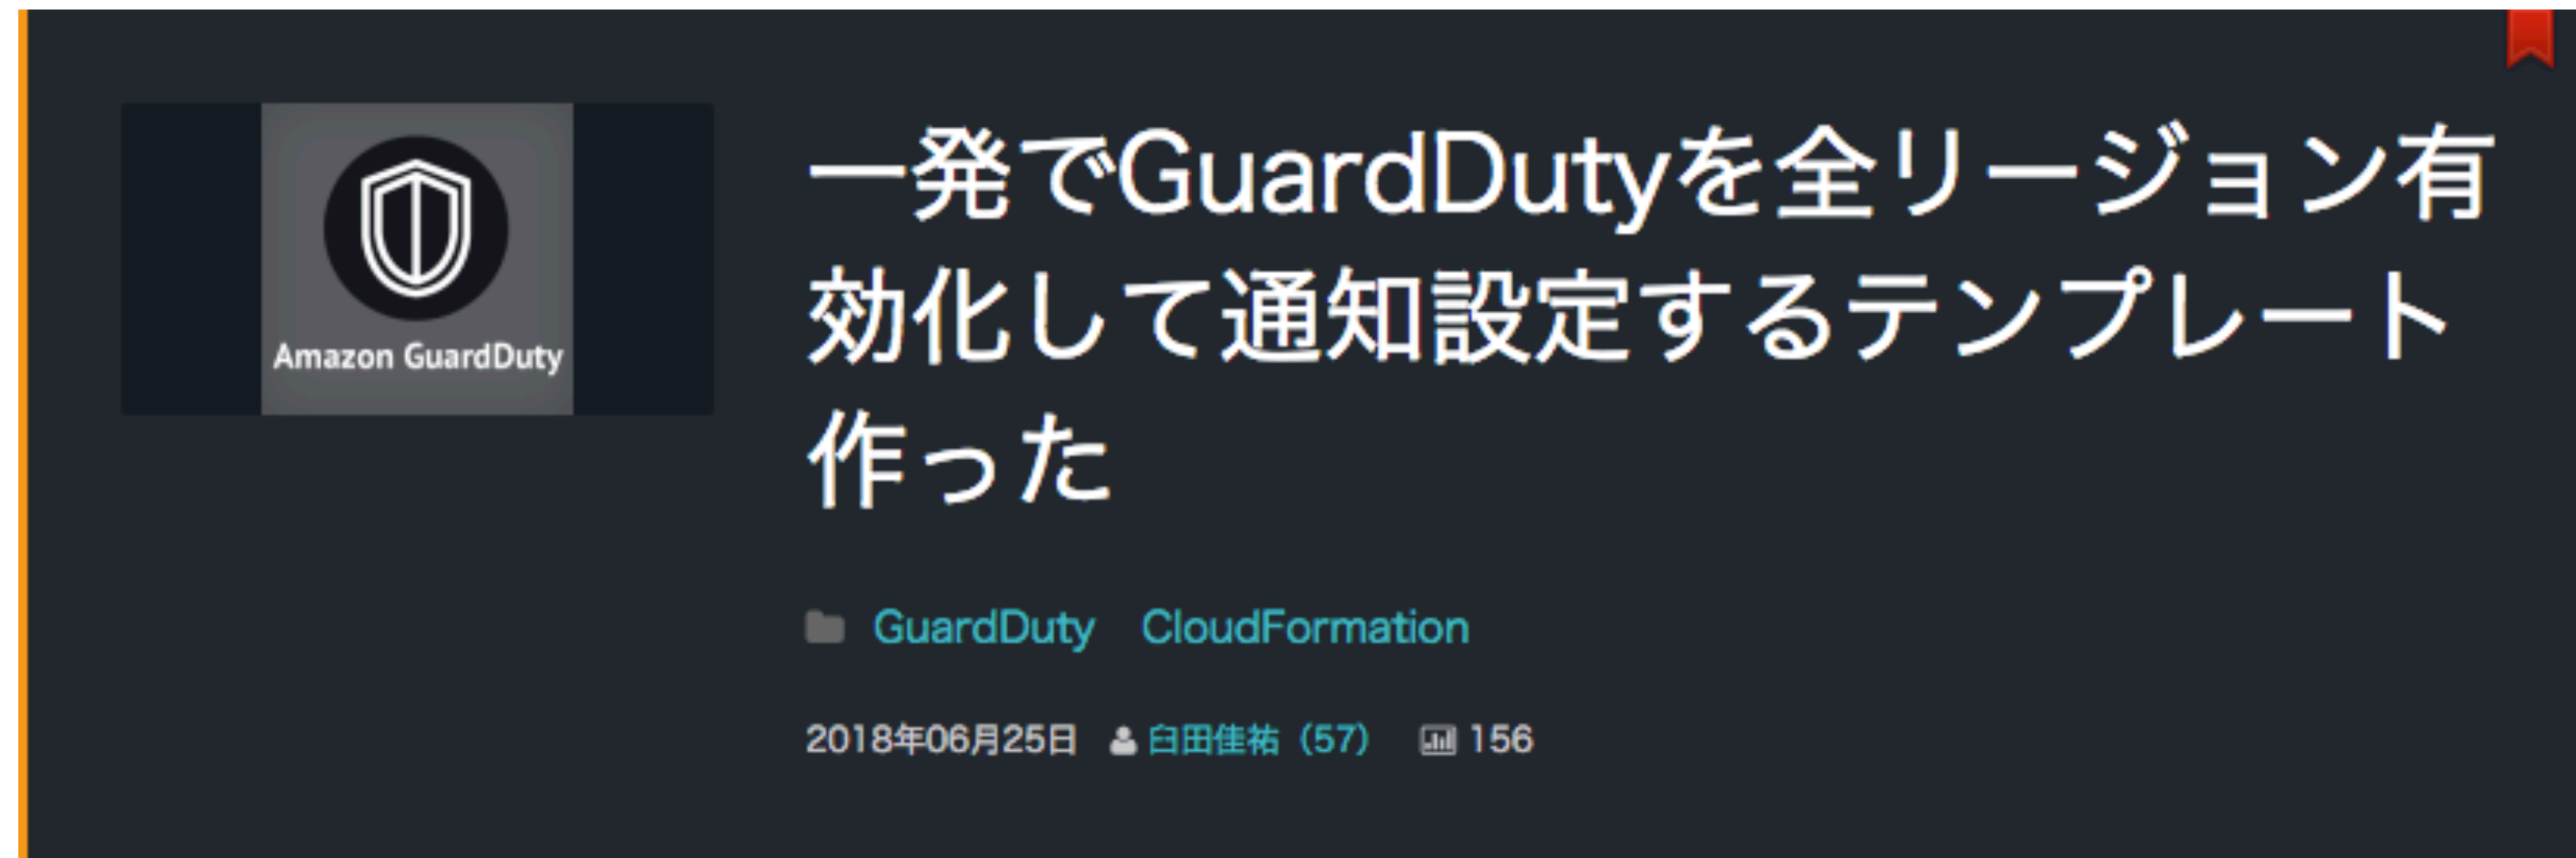 Amazon GuardDuty
一発でGuardDutyを全リージョン有
効化して通知設定するテンプレート
作った
GuardDuty CloudFormation
2018年06月25日 臼田佳祐（57） 156